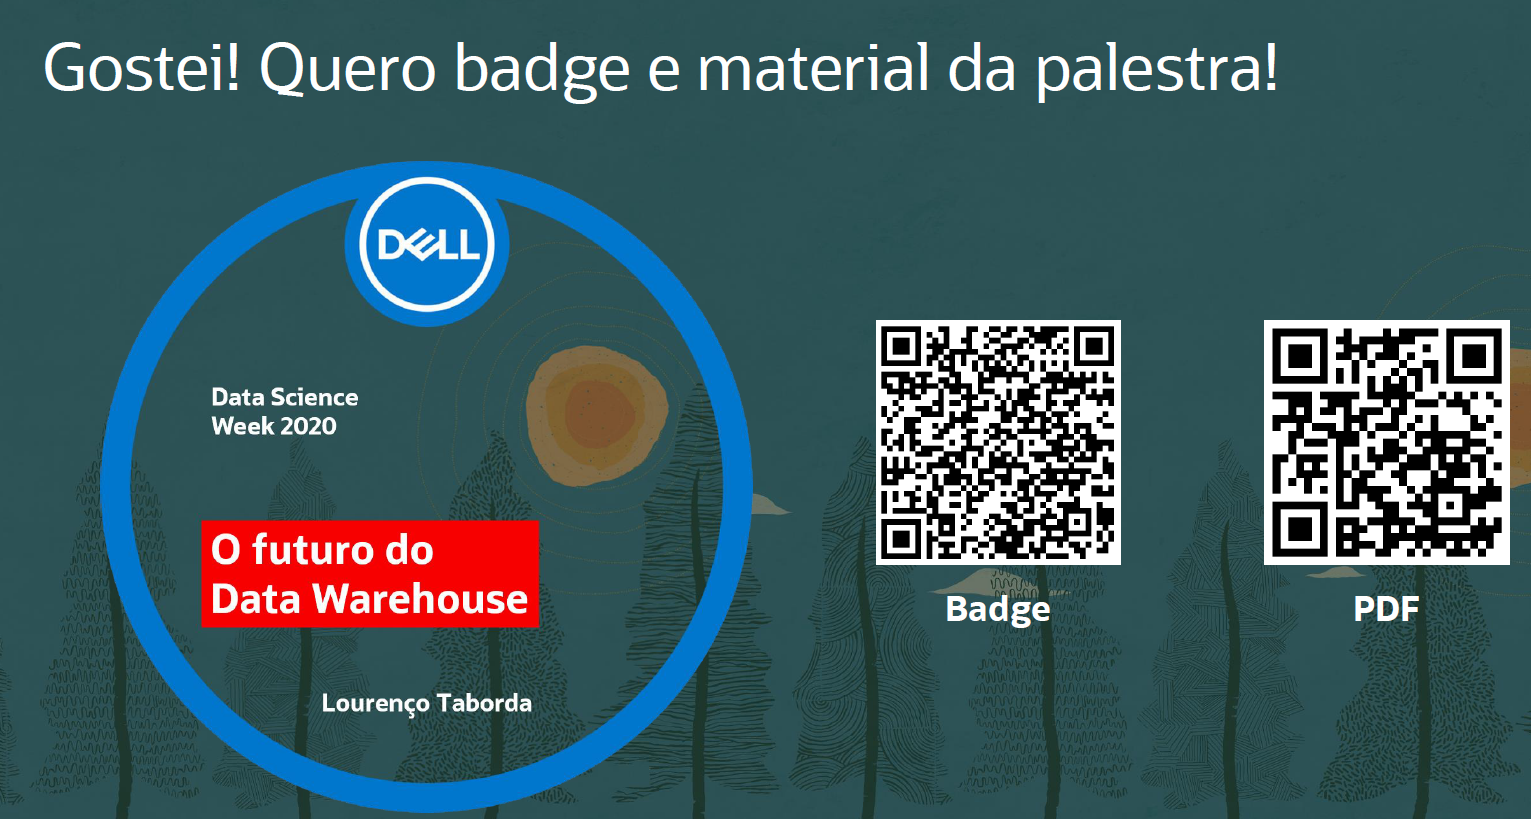 Gostei! Quero badge e material da palestra!
DELL
Data Science
Week 2020
O futuro do
Data Warehouse
Lourenço Taborda
Badge
PDF